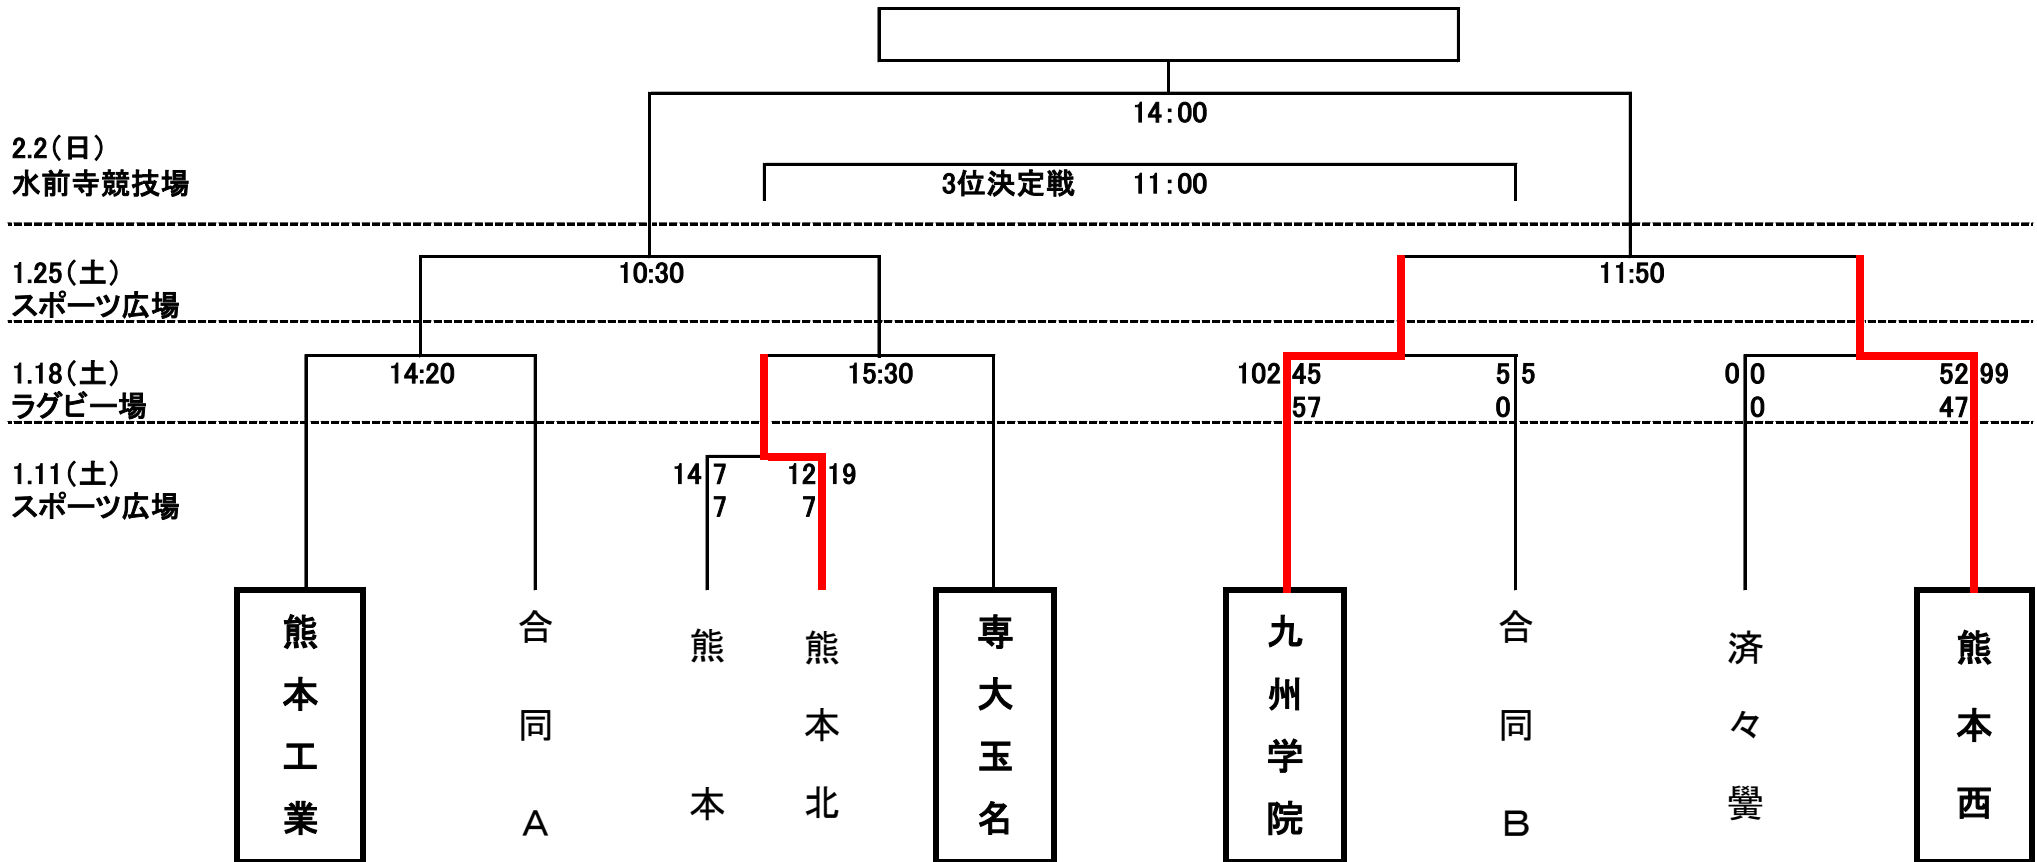 14:00
2.2(日)
水前寺競技場
3位決定戦 11:00
1.25(土)
スポーツ広場
10:30
11:50
1.18(土)
ラグビー場
14:20
15:30
102 45 5 5
57 0
0 0 52 99
0 47
1.11(土)
スポーツ広場
14 7 12 19
7 7
熊本工業
合同A
熊本
熊本北
専大玉名
九州学院
合同B
済々黌
熊本西